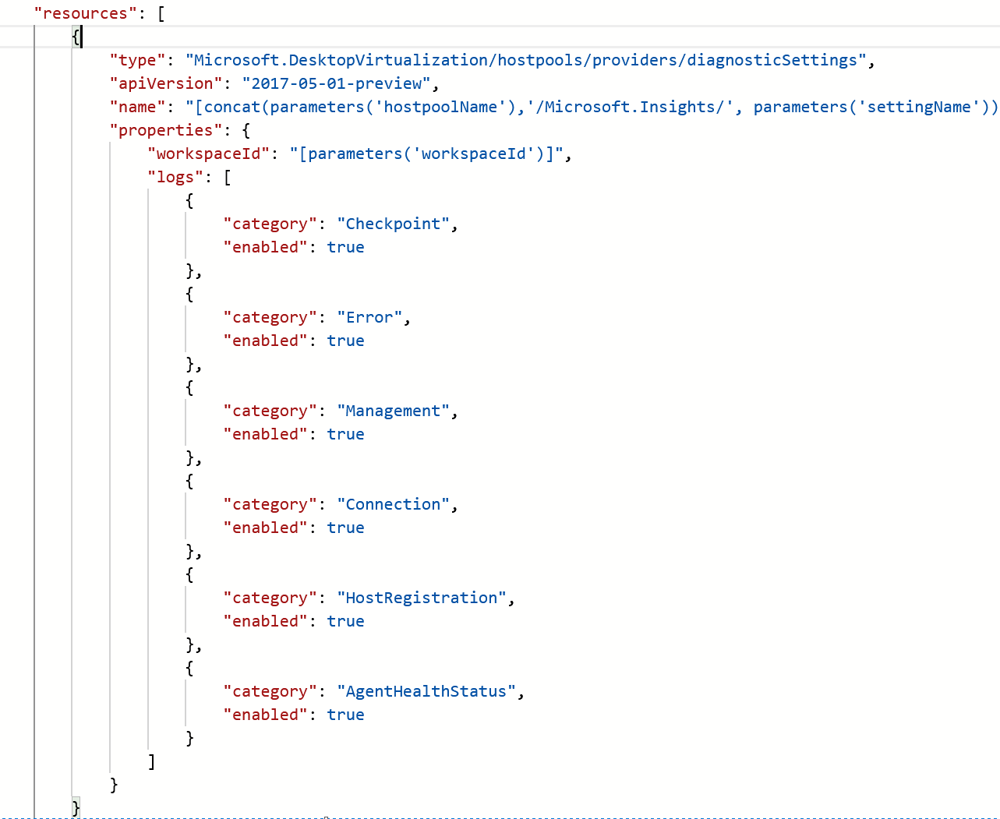 "resources": [
{
"type": "Microsoft.DesktopVirtualization/hostpools/providers/diagnosticSettings",
"apiVersion": "2017-05-01-preview",
"name": "[concat(parameters('hostpoolName'),'/Microsoft.Insights/', parameters('settingName'))
"properties": {
"workspaceId": "[parameters('workspaceId')]",
"logs": [
{
"category": "Checkpoint",
"enabled": true
},
{
"category": "Error",
"enabled": true
},
{
"category": "Management",
"enabled": true
},
{
"category": "Connection",
"enabled": true
},
{
"category": "HostRegistration",
"enabled": true
},
{
"category": "AgentHealthStatus",
"enabled": true
}
]
}
}